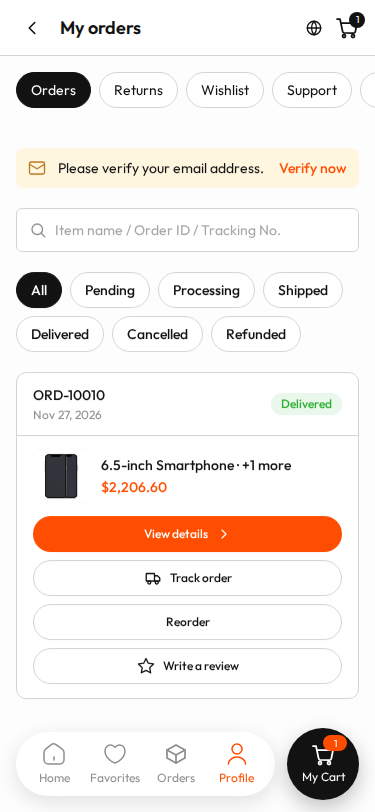 My orders
1
Orders
Returns
Wishlist
Support
Please verify your email address.
Verify now
Item name / Order ID / Tracking No.
All
Pending
Processing
Shipped
Delivered
Cancelled
Refunded
ORD-10010
Nov 27, 2026
Delivered
6.5-inch Smartphone · +1 more
$2,206.60
View details
Track order
Reorder
Write a review
Home
Favorites
Orders
Profile
1
My Cart